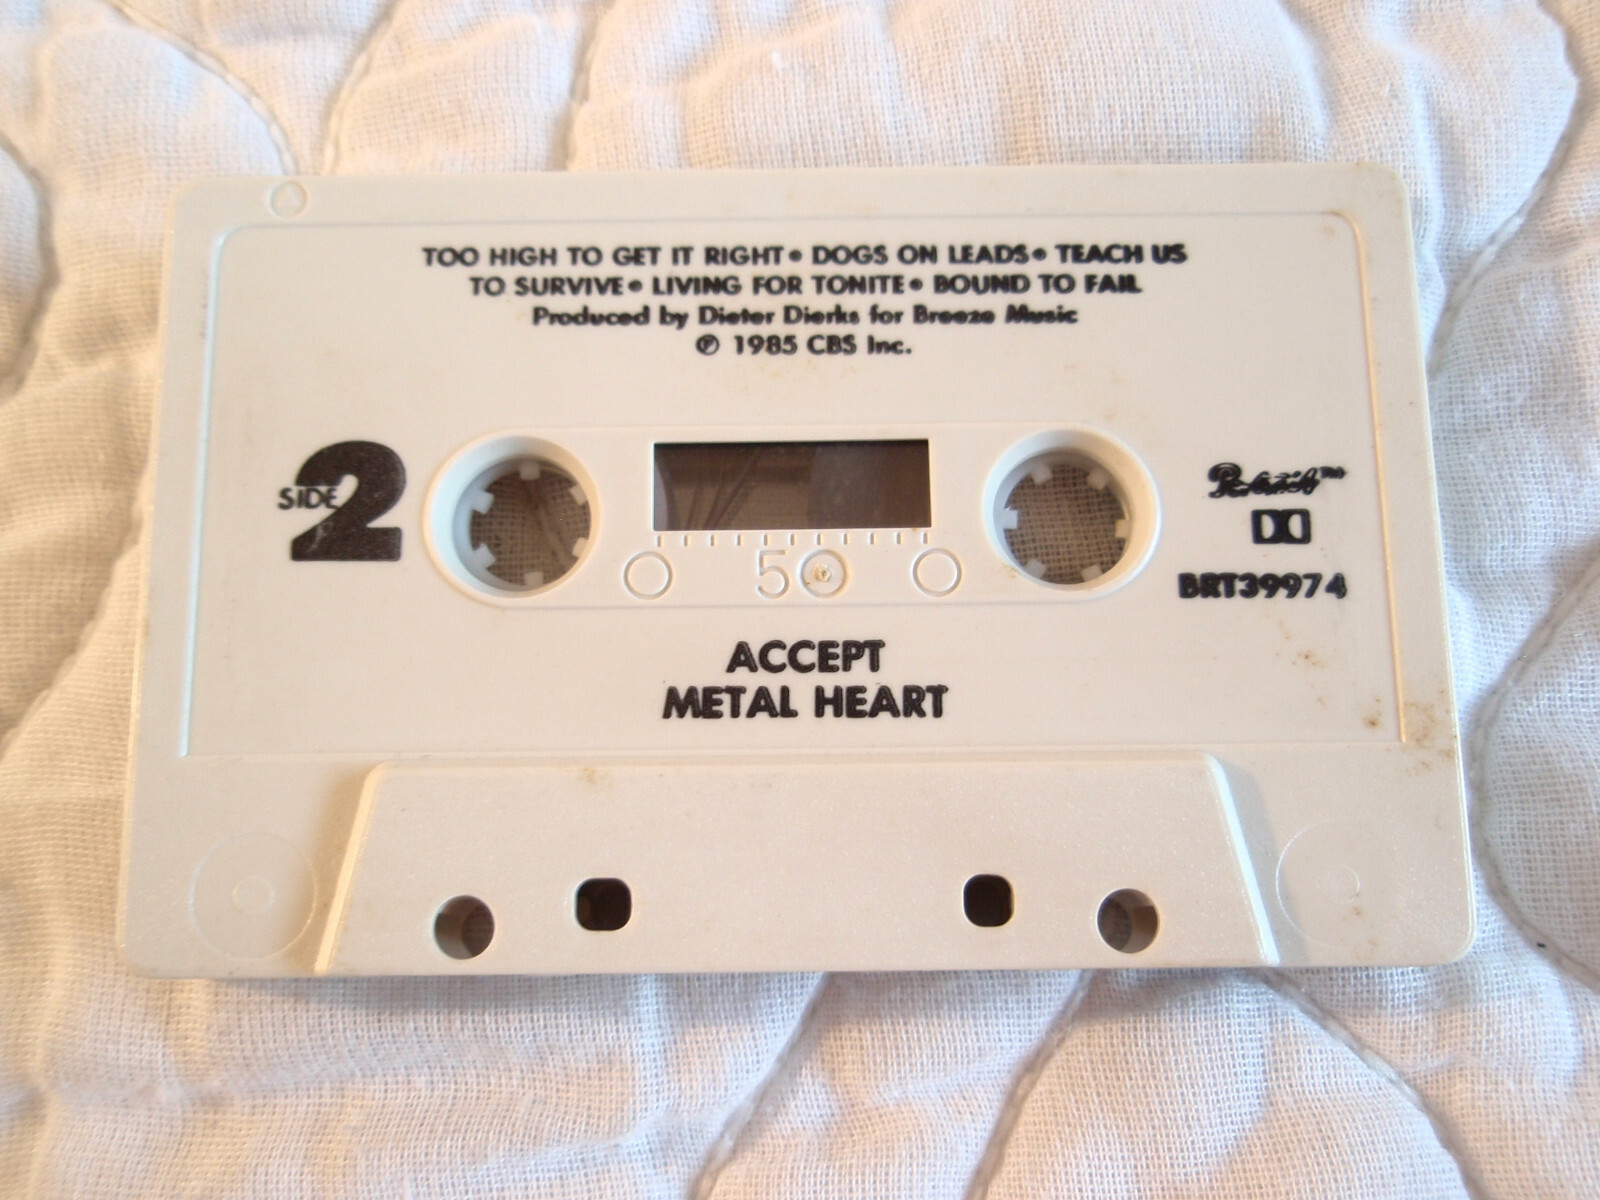 TOO HIGH TO GET IT RIGHT • DOGS ON LEADS • TEACH US
TO SURVIVE • LIVING FOR TONITE • BOUND TO FAIL
Produced by Dieter Dierks for Breeze Music
℗ 1985 CBS Inc.
SIDE 2
50
BRT39974
ACCEPT
METAL HEART